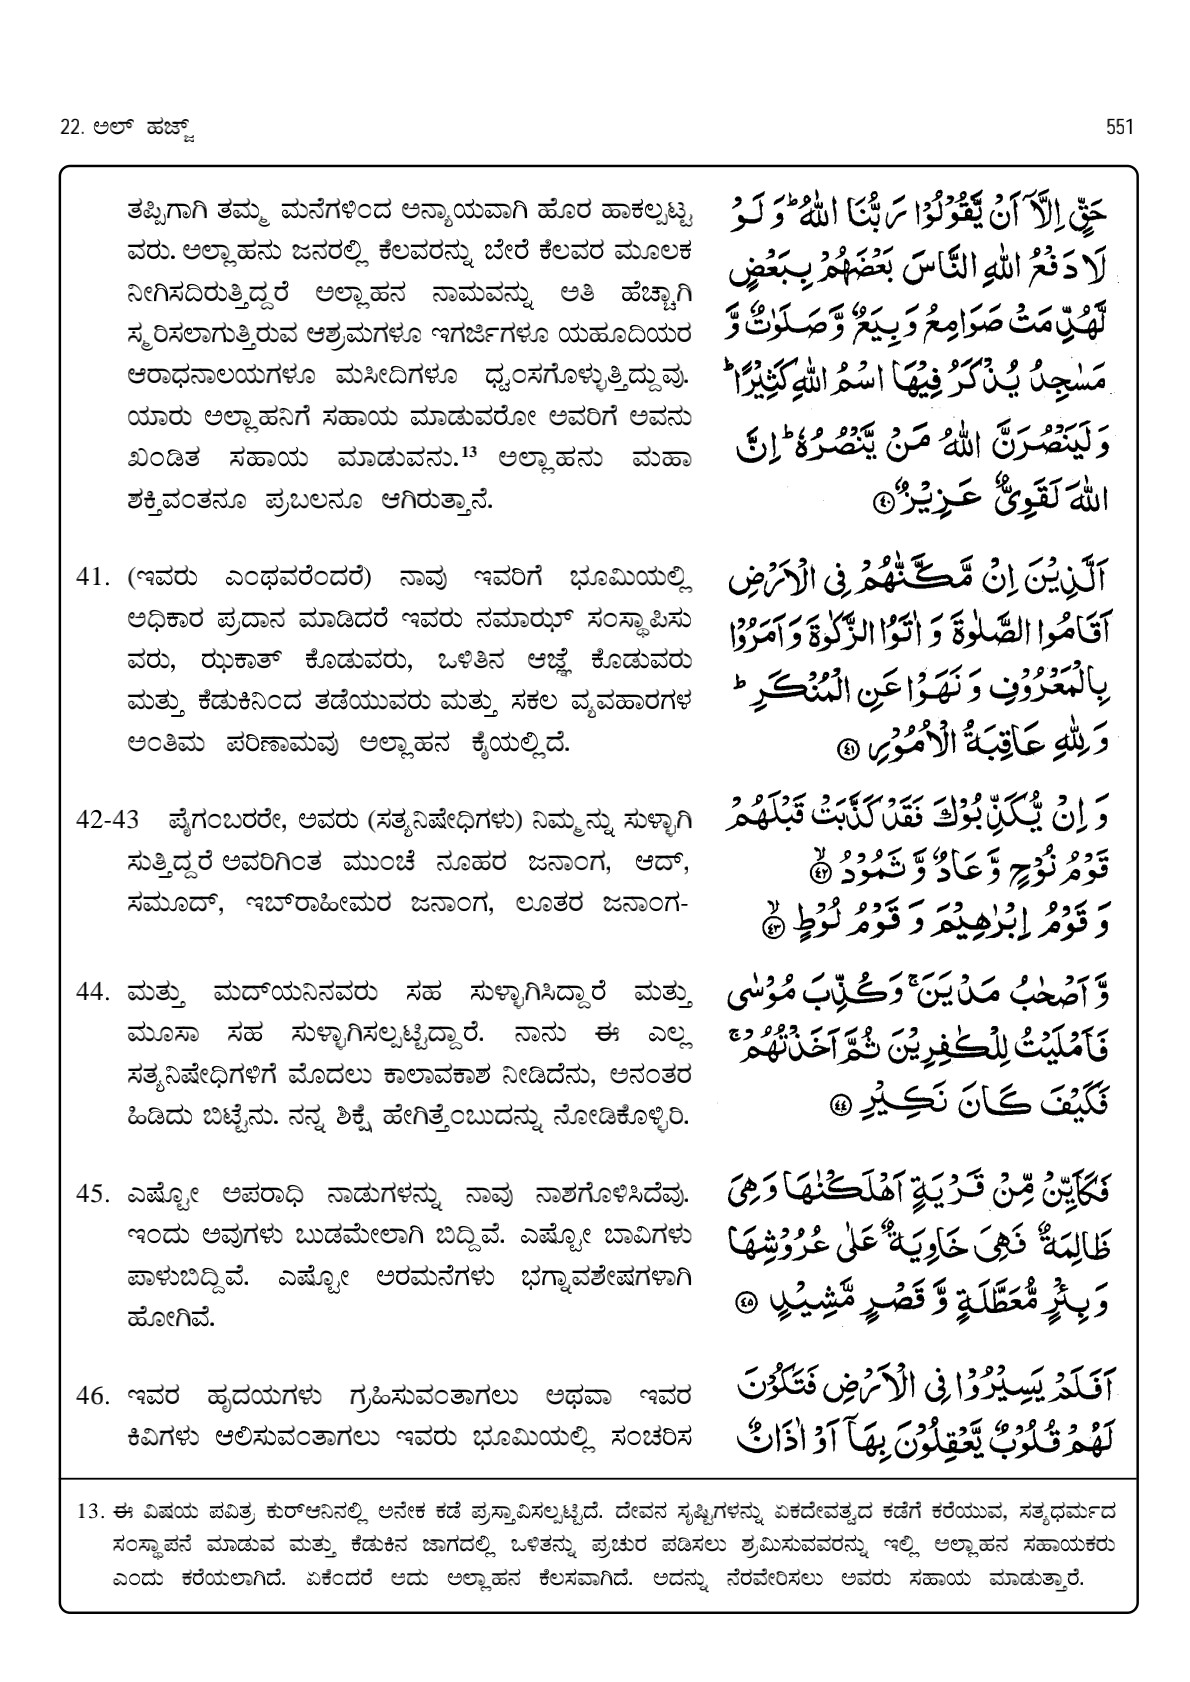 22. ಅಲ್ ಹಜ್ಜ್
551
ತಪ್ಪಿಗಾಗಿ ತಮ್ಮ ಮನೆಗಳಿಂದ ಅನ್ಯಾಯವಾಗಿ ಹೊರ ಹಾಕಲ್ಪಟ್ಟ
ವರು. ಅಲ್ಲಾಹನು ಜನರಲ್ಲಿ ಕೆಲವರನ್ನು ಬೇರೆ ಕೆಲವರ ಮೂಲಕ
ನೀಗಿಸದಿರುತ್ತಿದ್ದರೆ ಅಲ್ಲಾಹನ ನಾಮವನ್ನು ಅತಿ ಹೆಚ್ಚಾಗಿ
ಸ್ಮರಿಸಲಾಗುತ್ತಿರುವ ಆಶ್ರಮಗಳೂ ಇಗರ್ಜಿಗಳೂ ಯಹೂದಿಯರ
ಆರಾಧನಾಲಯಗಳೂ ಮಸೀದಿಗಳೂ ಧ್ವಂಸಗೊಳ್ಳುತ್ತಿದ್ದುವು.
ಯಾರು ಅಲ್ಲಾಹನಿಗೆ ಸಹಾಯ ಮಾಡುವರೋ ಅವರಿಗೆ ಅವನು
ಖಂಡಿತ ಸಹಾಯ ಮಾಡುವನು.¹³ ಅಲ್ಲಾಹನು ಮಹಾ
ಶಕ್ತಿವಂತನೂ ಪ್ರಬಲನೂ ಆಗಿರುತ್ತಾನೆ.
حَقٍّ اِلَّاۤ اَنْ يَّقُوْلُوْا رَبُّنَا اللّٰهُ ؕ وَ لَوْ
لَا دَفْعُ اللّٰهِ النَّاسَ بَعْضَهُمْ بِبَعْضٍ
لَّهُدِّمَتْ صَوَامِعُ وَ بِيَعٌ وَّ صَلَوٰتٌ وَّ
مَسٰجِدُ يُذْكَرُ فِيْهَا اسْمُ اللّٰهِ كَثِيْرًا ؕ
وَ لَيَنْصُرَنَّ اللّٰهُ مَنْ يَّنْصُرُهٗ ؕ اِنَّ
اللّٰهَ لَقَوِىٌّ عَزِيْزٌ ۝۴۰
41. (ಇವರು ಎಂಥವರೆಂದರೆ) ನಾವು ಇವರಿಗೆ ಭೂಮಿಯಲ್ಲಿ
ಅಧಿಕಾರ ಪ್ರದಾನ ಮಾಡಿದರೆ ಇವರು ನಮಾಝ್ ಸಂಸ್ಥಾಪಿಸು
ವರು, ಝಕಾತ್ ಕೊಡುವರು, ಒಳಿತಿನ ಆಜ್ಞೆ ಕೊಡುವರು
ಮತ್ತು ಕೆಡುಕಿನಿಂದ ತಡೆಯುವರು ಮತ್ತು ಸಕಲ ವ್ಯವಹಾರಗಳ
ಅಂತಿಮ ಪರಿಣಾಮವು ಅಲ್ಲಾಹನ ಕೈಯಲ್ಲಿದೆ.
اَلَّذِيْنَ اِنْ مَّكَّنّٰهُمْ فِى الْاَرْضِ
اَقَامُوا الصَّلٰوةَ وَ اٰتَوُا الزَّكٰوةَ وَ اَمَرُوْا
بِالْمَعْرُوْفِ وَ نَهَوْا عَنِ الْمُنْكَرِ ؕ
وَ لِلّٰهِ عَاقِبَةُ الْاُمُوْرِ ۝۴۱
42-43 ಪೈಗಂಬರರೇ, ಅವರು (ಸತ್ಯನಿಷೇಧಿಗಳು) ನಿಮ್ಮನ್ನು ಸುಳ್ಳಾಗಿ
ಸುತ್ತಿದ್ದರೆ ಅವರಿಗಿಂತ ಮುಂಚೆ ನೂಹರ ಜನಾಂಗ, ಆದ್,
ಸಮೂದ್, ಇಬ್‌ರಾಹೀಮರ ಜನಾಂಗ, ಲೂತರ ಜನಾಂಗ-
وَ اِنْ يُّكَذِّبُوْكَ فَقَدْ كَذَّبَتْ قَبْلَهُمْ
قَوْمُ نُوْحٍ وَّ عَادٌ وَّ ثَمُوْدُ ۙ ۝۴۲
وَ قَوْمُ اِبْرٰهِيْمَ وَ قَوْمُ لُوْطٍ ۙ ۝۴۳
44. ಮತ್ತು ಮದ್‌ಯನಿನವರು ಸಹ ಸುಳ್ಳಾಗಿಸಿದ್ದಾರೆ ಮತ್ತು
ಮೂಸಾ ಸಹ ಸುಳ್ಳಾಗಿಸಲ್ಪಟ್ಟಿದ್ದಾರೆ. ನಾನು ಈ ಎಲ್ಲ
ಸತ್ಯನಿಷೇಧಿಗಳಿಗೆ ಮೊದಲು ಕಾಲಾವಕಾಶ ನೀಡಿದೆನು, ಅನಂತರ
ಹಿಡಿದು ಬಿಟ್ಟೆನು. ನನ್ನ ಶಿಕ್ಷೆ ಹೇಗಿತ್ತೆಂಬುದನ್ನು ನೋಡಿಕೊಳ್ಳಿರಿ.
وَّ اَصْحٰبُ مَدْيَنَ ۚ وَ كُذِّبَ مُوْسٰى
فَاَمْلَيْتُ لِلْكٰفِرِيْنَ ثُمَّ اَخَذْتُهُمْ ۚ
فَكَيْفَ كَانَ نَكِيْرِ ۝۴۴
45. ಎಷ್ಟೋ ಅಪರಾಧಿ ನಾಡುಗಳನ್ನು ನಾವು ನಾಶಗೊಳಿಸಿದೆವು.
ಇಂದು ಅವುಗಳು ಬುಡಮೇಲಾಗಿ ಬಿದ್ದಿವೆ. ಎಷ್ಟೋ ಬಾವಿಗಳು
ಪಾಳುಬಿದ್ದಿವೆ. ಎಷ್ಟೋ ಅರಮನೆಗಳು ಭಗ್ನಾವಶೇಷಗಳಾಗಿ
ಹೋಗಿವೆ.
فَكَاَيِّنْ مِّنْ قَرْيَةٍ اَهْلَكْنٰهَا وَ هِىَ
ظَالِمَةٌ فَهِىَ خَاوِيَةٌ عَلٰى عُرُوْشِهَا
وَ بِئْرٍ مُّعَطَّلَةٍ وَّ قَصْرٍ مَّشِيْدٍ ۝۴۵
46. ಇವರ ಹೃದಯಗಳು ಗ್ರಹಿಸುವಂತಾಗಲು ಅಥವಾ ಇವರ
ಕಿವಿಗಳು ಆಲಿಸುವಂತಾಗಲು ಇವರು ಭೂಮಿಯಲ್ಲಿ ಸಂಚರಿಸ
اَفَلَمْ يَسِيْرُوْا فِى الْاَرْضِ فَتَكُوْنَ
لَهُمْ قُلُوْبٌ يَّعْقِلُوْنَ بِهَاۤ اَوْ اٰذَانٌ
13. ಈ ವಿಷಯ ಪವಿತ್ರ ಕುರ್‌ಆನಿನಲ್ಲಿ ಅನೇಕ ಕಡೆ ಪ್ರಸ್ತಾವಿಸಲ್ಪಟ್ಟಿದೆ. ದೇವನ ಸೃಷ್ಟಿಗಳನ್ನು ಏಕದೇವತ್ವದ ಕಡೆಗೆ ಕರೆಯುವ, ಸತ್ಯಧರ್ಮದ
ಸಂಸ್ಥಾಪನೆ ಮಾಡುವ ಮತ್ತು ಕೆಡುಕಿನ ಜಾಗದಲ್ಲಿ ಒಳಿತನ್ನು ಪ್ರಚುರ ಪಡಿಸಲು ಶ್ರಮಿಸುವವರನ್ನು ಇಲ್ಲಿ ಅಲ್ಲಾಹನ ಸಹಾಯಕರು
ಎಂದು ಕರೆಯಲಾಗಿದೆ. ಏಕೆಂದರೆ ಅದು ಅಲ್ಲಾಹನ ಕೆಲಸವಾಗಿದೆ. ಅದನ್ನು ನೆರವೇರಿಸಲು ಅವರು ಸಹಾಯ ಮಾಡುತ್ತಾರೆ.